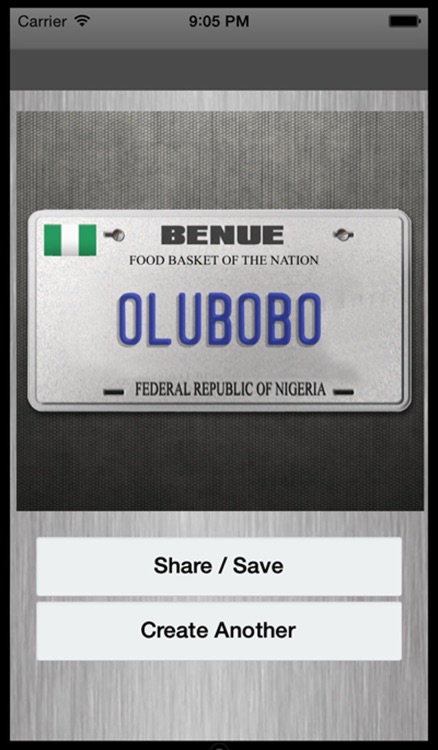 Carrier 9:05 PM
BENUE
FOOD BASKET OF THE NATION
OLUBOBO
FEDERAL REPUBLIC OF NIGERIA
Share / Save
Create Another